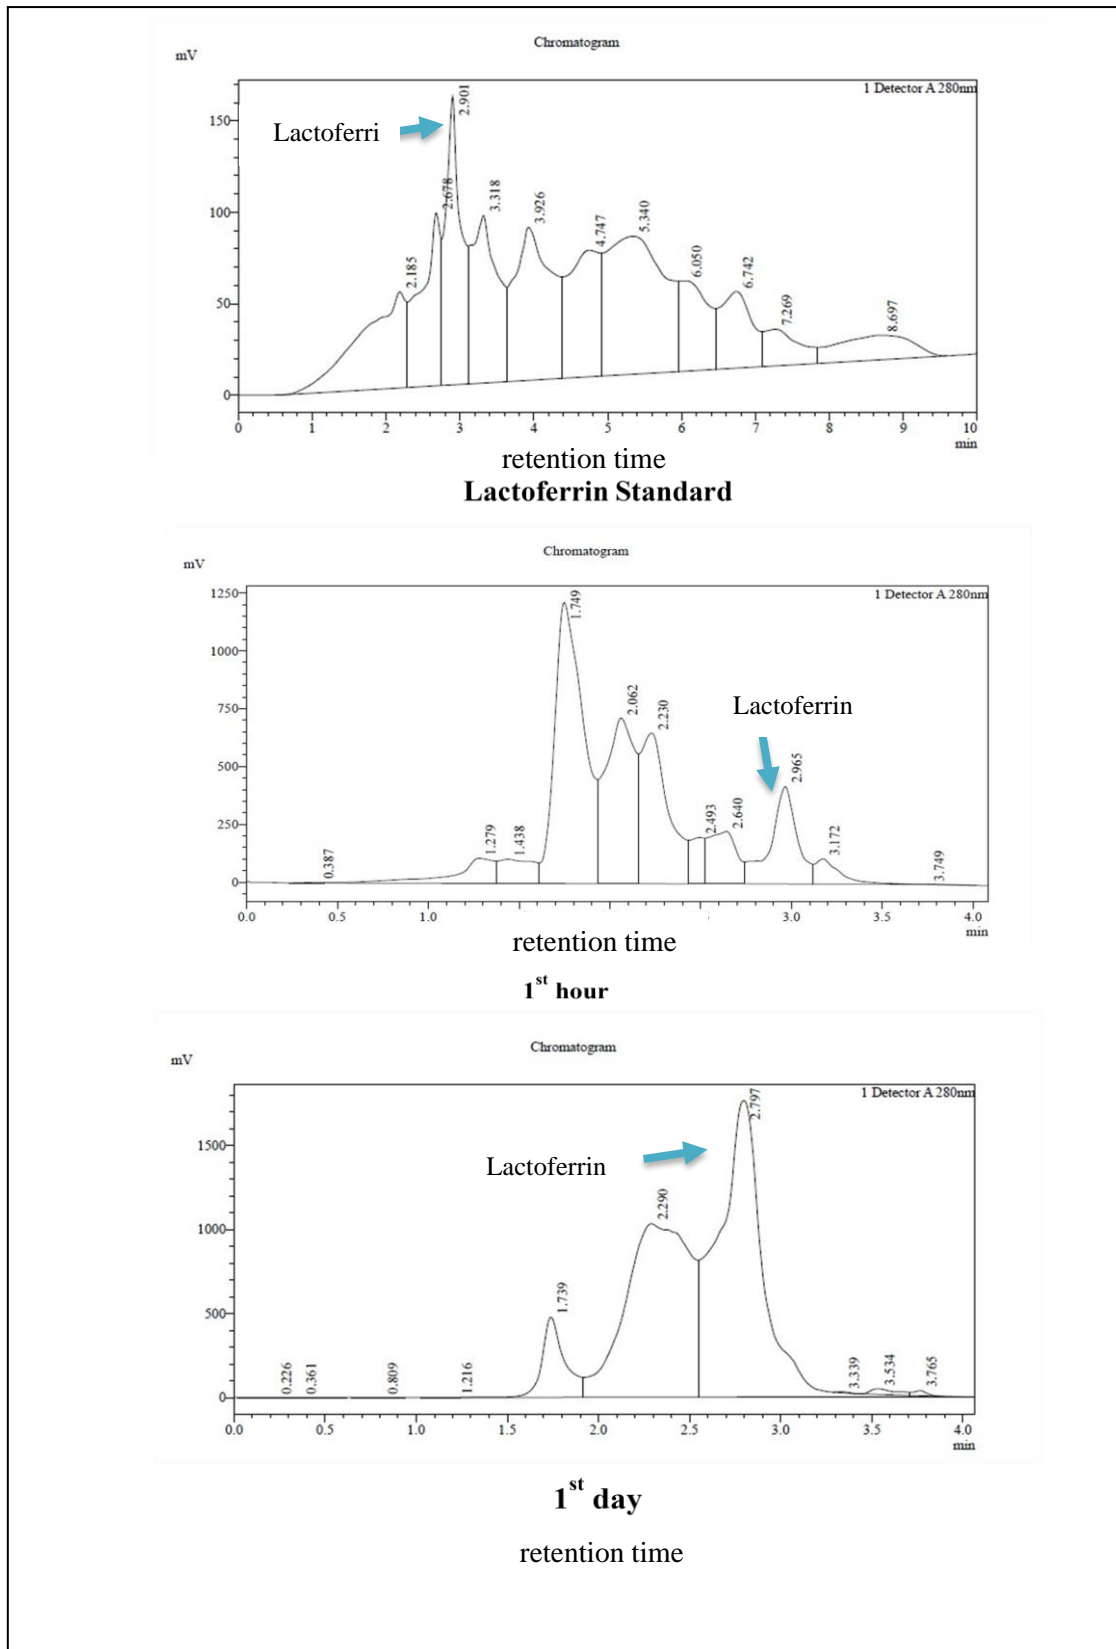 Chromatogram
mV
1 Detector A 280nm
Lactoferri
2.185
2.678
2.901
3.318
3.926
4.747
5.340
6.050
6.742
7.269
8.697
150
100
50
0
0 1 2 3 4 5 6 7 8 9 10
min
retention time
Lactoferrin Standard
Chromatogram
mV
1 Detector A 280nm
Lactoferrin
0.387
1.279
1.438
1.749
2.062
2.230
2.493
2.640
2.965
3.172
3.749
1250
1000
750
500
250
0
0.0 0.5 1.0 3.0 3.5 4.0
min
retention time
1st hour
Chromatogram
mV
1 Detector A 280nm
Lactoferrin
0.226
0.361
0.809
1.216
1.739
2.290
2.797
3.339
3.534
3.765
1500
1000
500
0
0.0 0.5 1.0 1.5 2.0 2.5 3.0 3.5 4.0
min
1st day
retention time